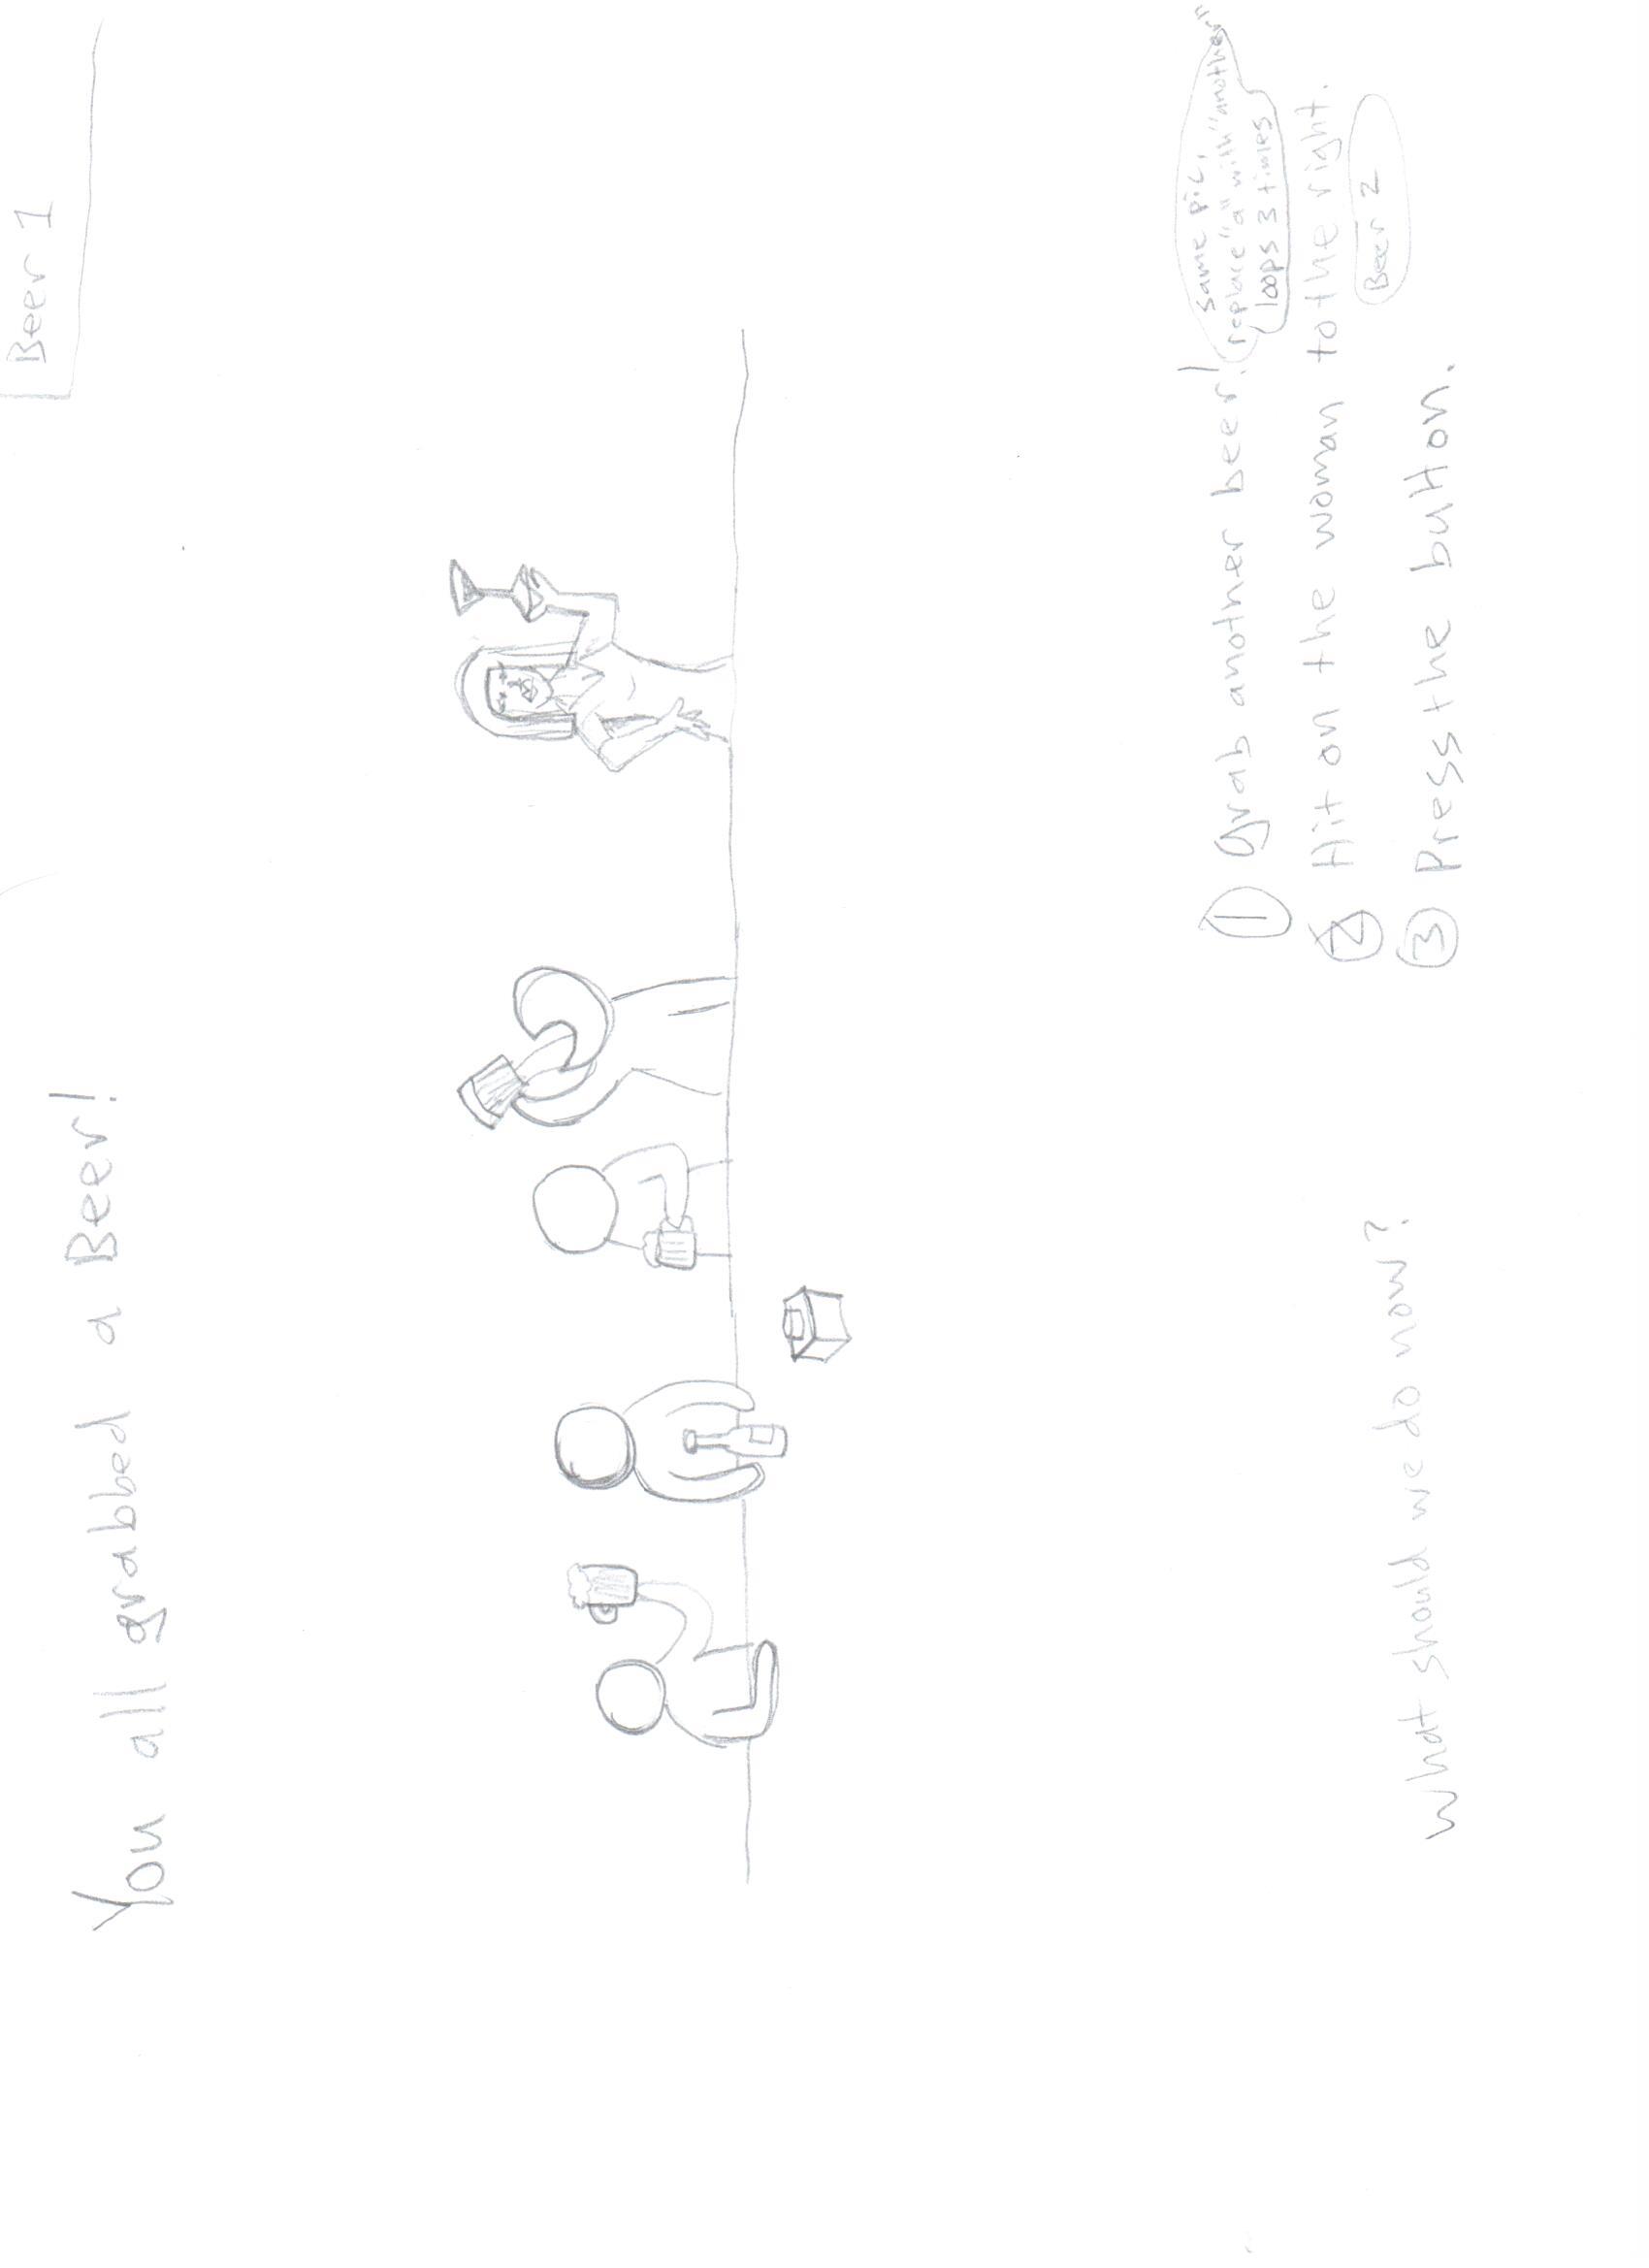 Beer 1
You all grabbed a Beer!
What should we do now?
① Grab another beer!
same pic,
replace "a" with "another"
loops 3 times
② Hit on the woman to the right.
Beer 2
③ Press the button.